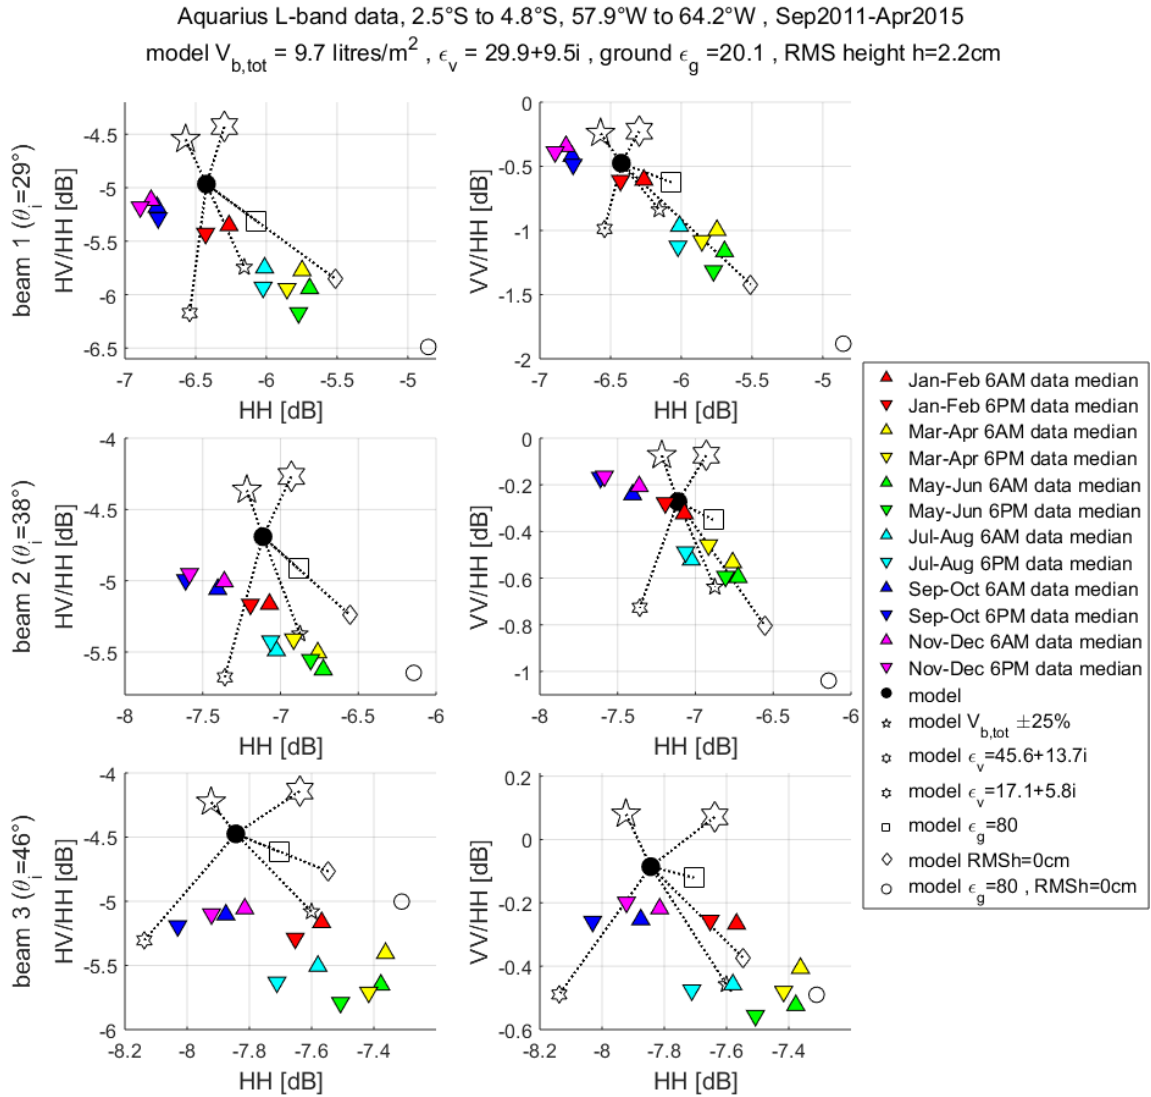 Aquarius L-band data, 2.5°S to 4.8°S, 57.9°W to 64.2°W , Sep2011-Apr2015
model V_b,tot = 9.7 litres/m² , ϵ_v = 29.9+9.5i , ground ϵ_g =20.1 , RMS height h=2.2cm
beam 1 (θ_i=29°)
HV/HH [dB]
-4.5
-5
-5.5
-6
-6.5
-7 -6.5 -6 -5.5 -5
HH [dB]
VV/HH [dB]
0
-0.5
-1
-1.5
-2
-7 -6.5 -6 -5.5 -5
HH [dB]
beam 2 (θ_i=38°)
HV/HH [dB]
-4
-4.5
-5
-5.5
-8 -7.5 -7 -6.5 -6
HH [dB]
VV/HH [dB]
0
-0.2
-0.4
-0.6
-0.8
-1
-8 -7.5 -7 -6.5 -6
HH [dB]
beam 3 (θ_i=46°)
HV/HH [dB]
-4
-4.5
-5
-5.5
-6
-8.2 -8 -7.8 -7.6 -7.4
HH [dB]
VV/HH [dB]
0.2
0
-0.2
-0.4
-0.6
-8.2 -8 -7.8 -7.6 -7.4
HH [dB]
Jan-Feb 6AM data median
Jan-Feb 6PM data median
Mar-Apr 6AM data median
Mar-Apr 6PM data median
May-Jun 6AM data median
May-Jun 6PM data median
Jul-Aug 6AM data median
Jul-Aug 6PM data median
Sep-Oct 6AM data median
Sep-Oct 6PM data median
Nov-Dec 6AM data median
Nov-Dec 6PM data median
model
model V_b,tot ±25%
model ϵ_v=45.6+13.7i
model ϵ_v=17.1+5.8i
model ϵ_g=80
model RMSh=0cm
model ϵ_g=80 , RMSh=0cm